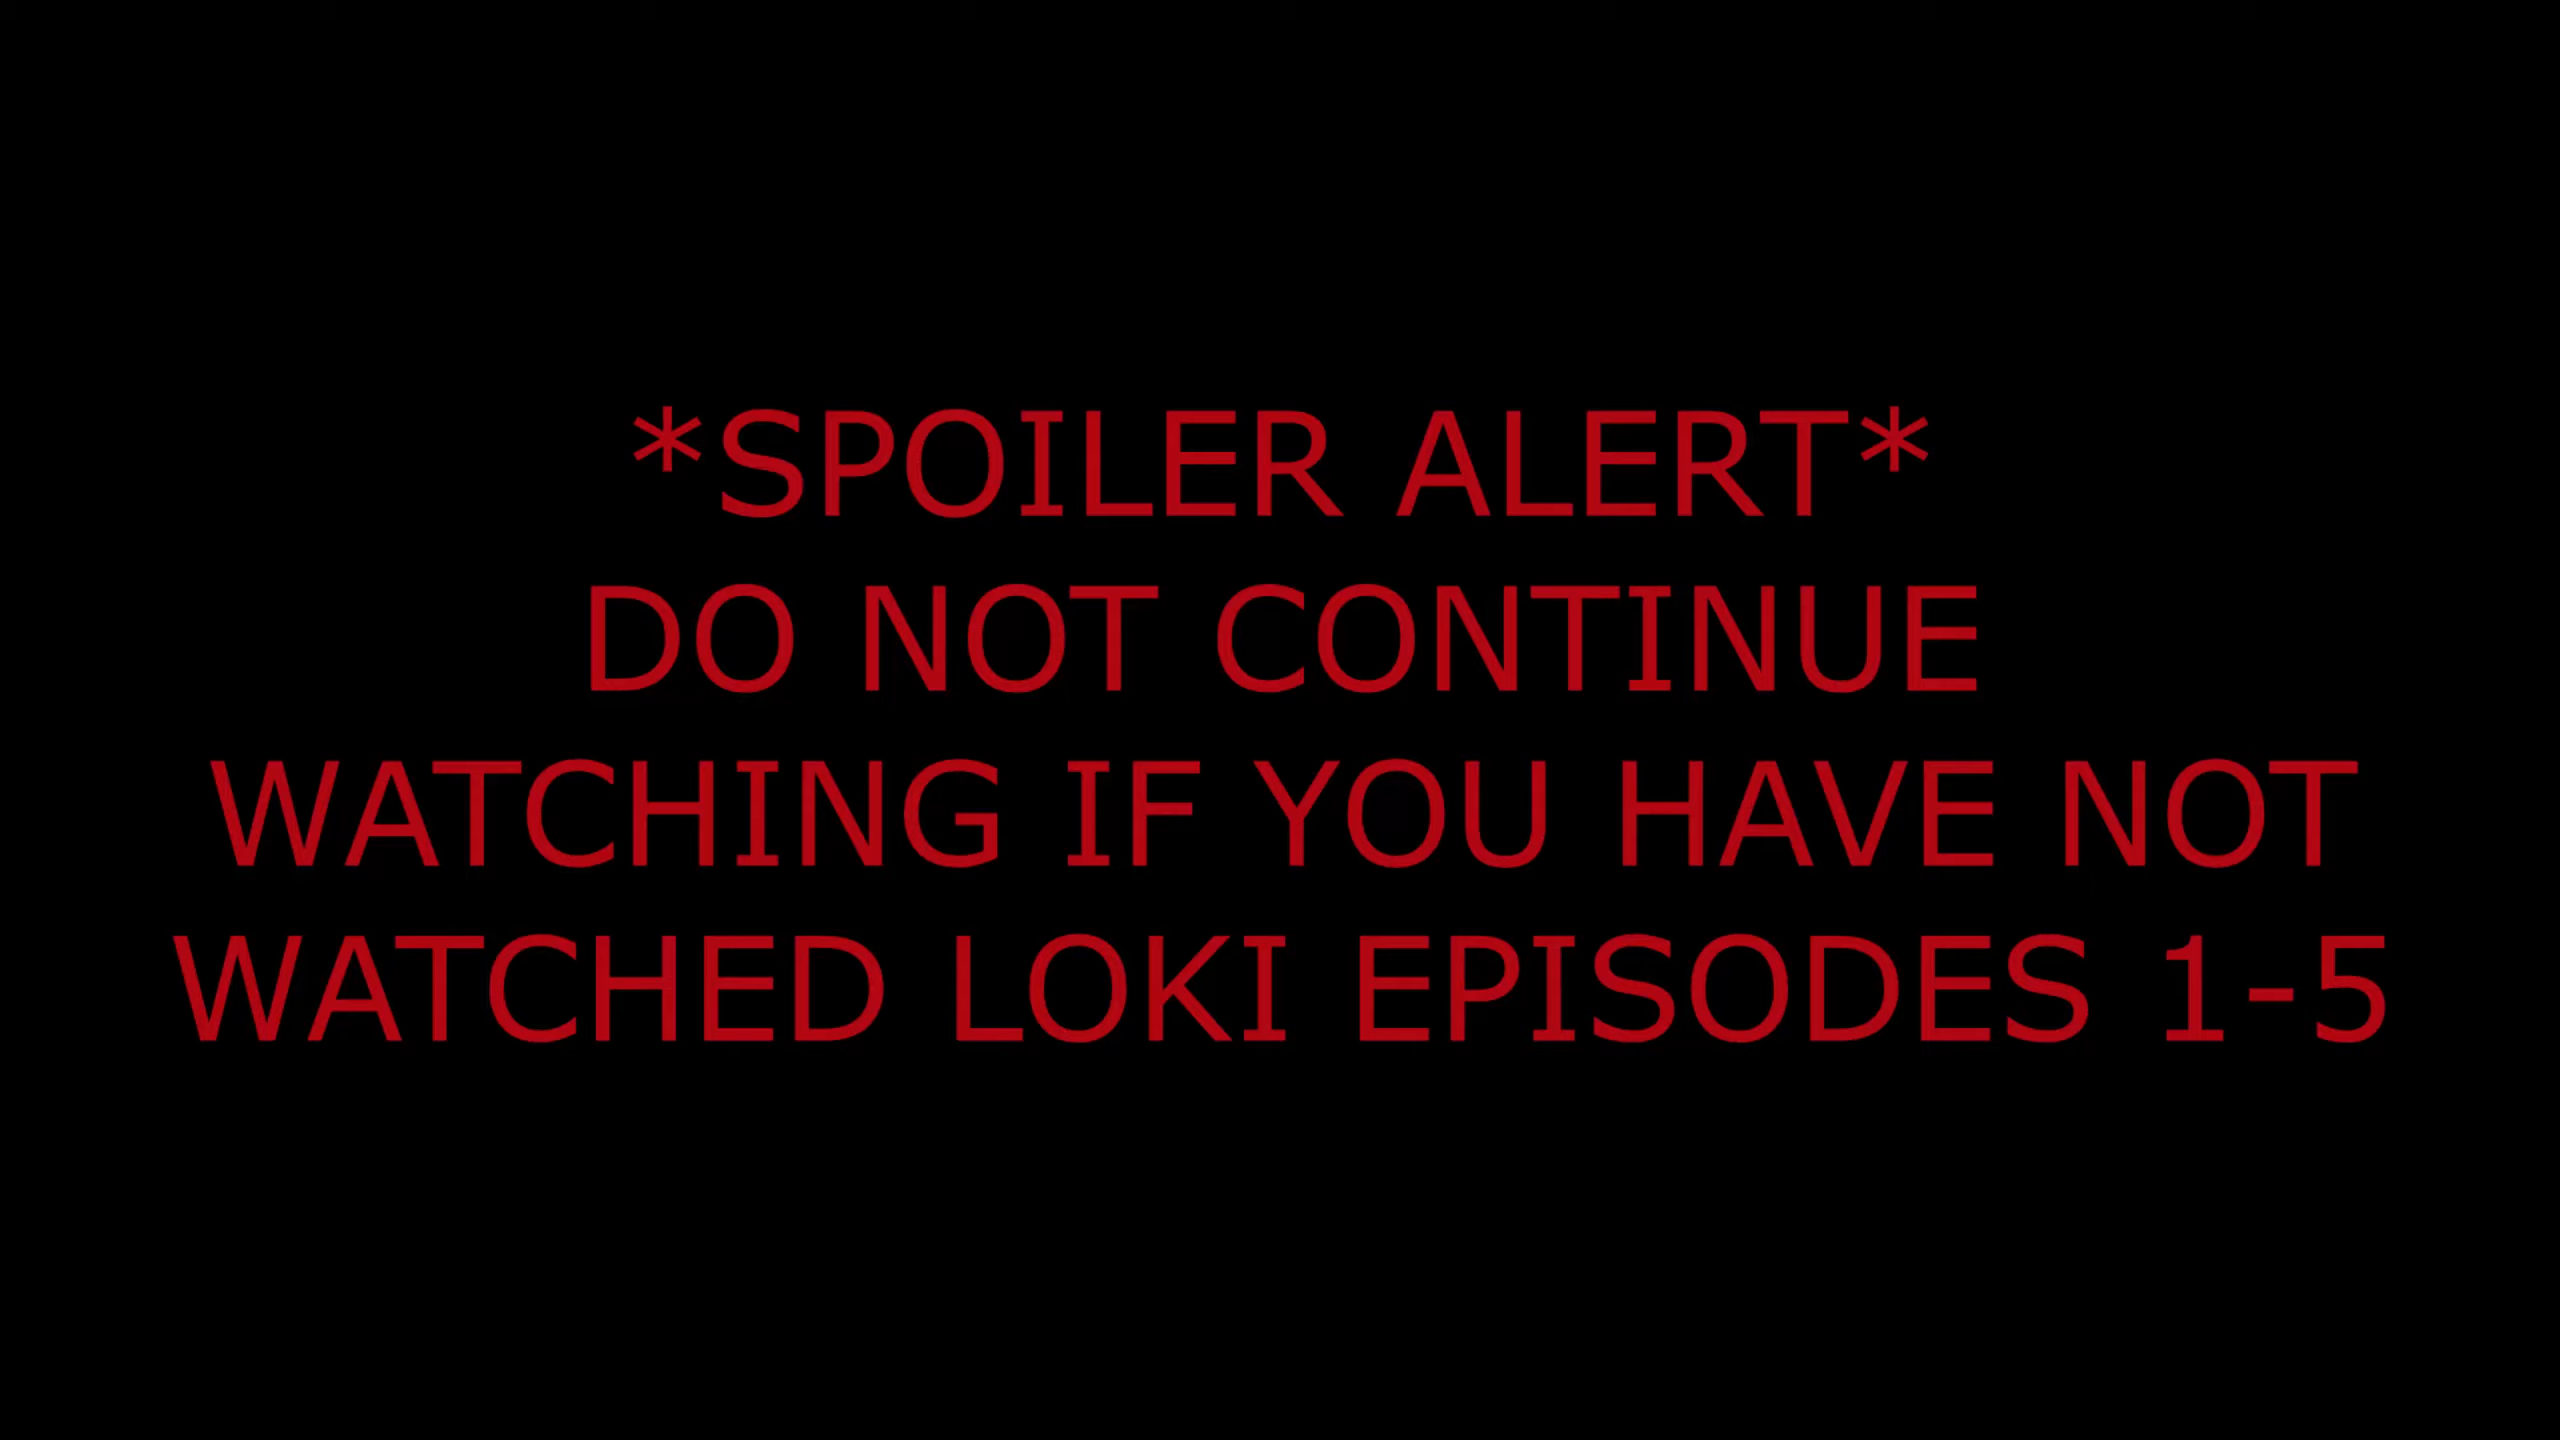 *SPOILER ALERT*
DO NOT CONTINUE
WATCHING IF YOU HAVE NOT
WATCHED LOKI EPISODES 1-5